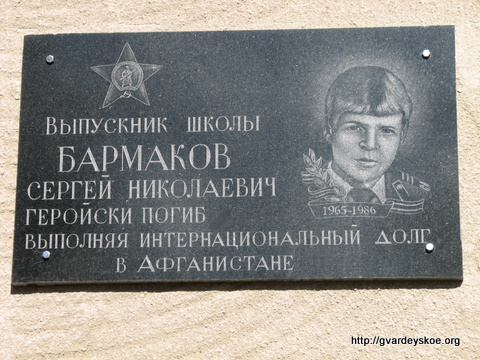 Выпускник школы
БАРМАКОВ
СЕРГЕЙ НИКОЛАЕВИЧ
ГЕРОЙСКИ ПОГИБ
ВЫПОЛНЯЯ ИНТЕРНАЦИОНАЛЬНЫЙ ДОЛГ
В АФГАНИСТАНЕ
1965-1986
http://gvardeyskoe.org